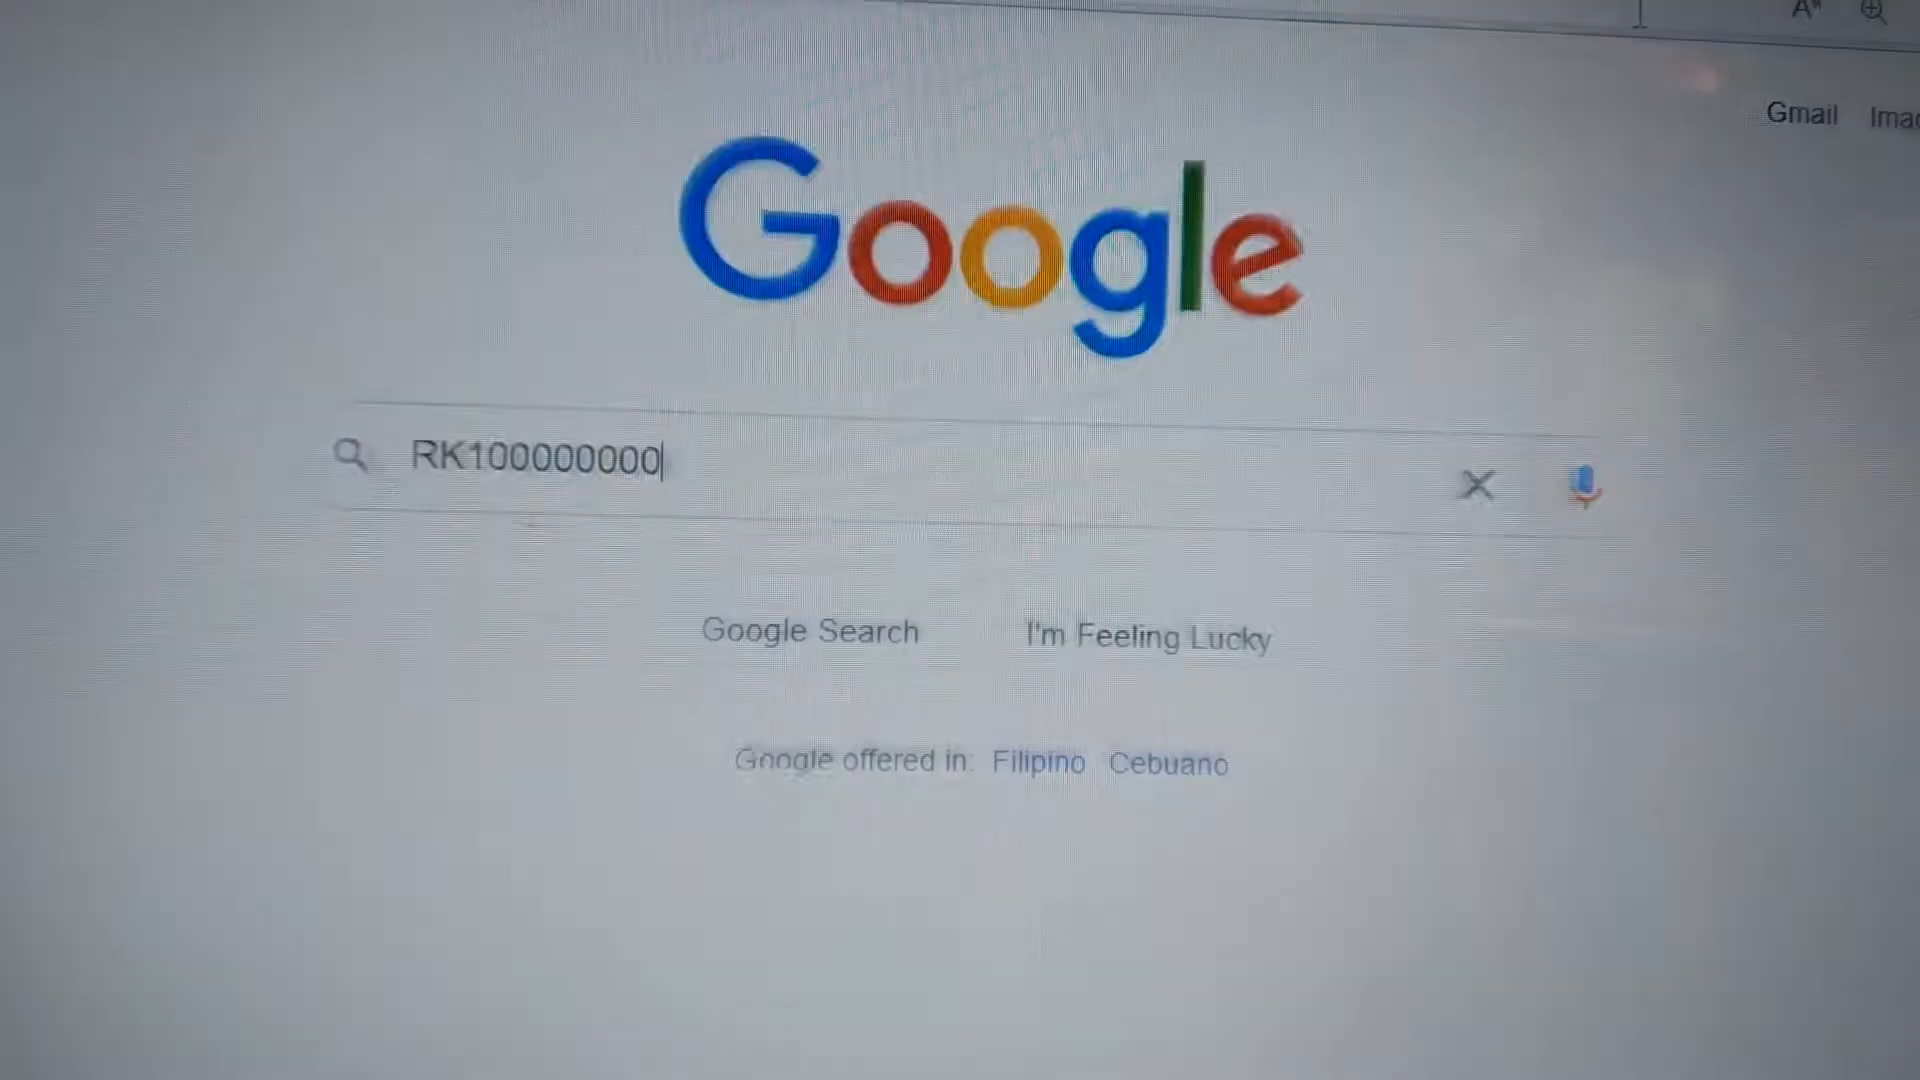 Gmail
Google
RK100000000
Google Search I'm Feeling Lucky
Google offered in: Filipino Cebuano